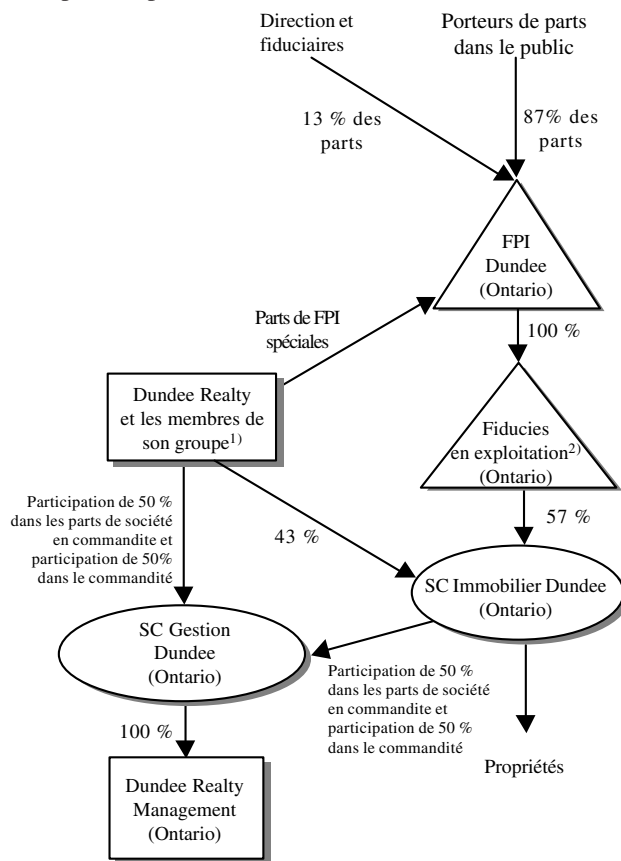 Direction et
fiduciaires
Porteurs de parts
dans le public
13 % des
parts
87% des
parts
FPI
Dundee
(Ontario)
Parts de FPI
spéciales
100 %
Dundee Realty
et les membres de
son groupe1)
Fiducies
en exploitation2)
(Ontario)
Participation de 50 %
dans les parts de société
en commandite et
participation de 50%
dans le commandité
43 %
57 %
SC Immobilier Dundee
(Ontario)
SC Gestion
Dundee
(Ontario)
Participation de 50 %
dans les parts de société
en commandite et
participation de 50 %
dans le commandité
100 %
Propriétés
Dundee Realty
Management
(Ontario)